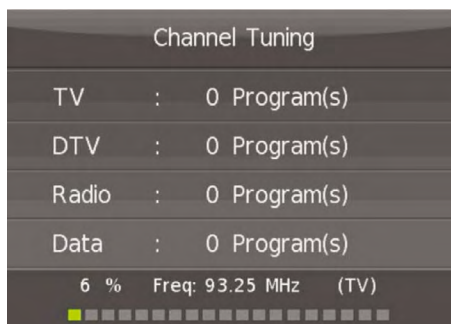 Channel Tuning
TV : 0 Program(s)
DTV : 0 Program(s)
Radio : 0 Program(s)
Data : 0 Program(s)
6 % Freq: 93.25 MHz (TV)